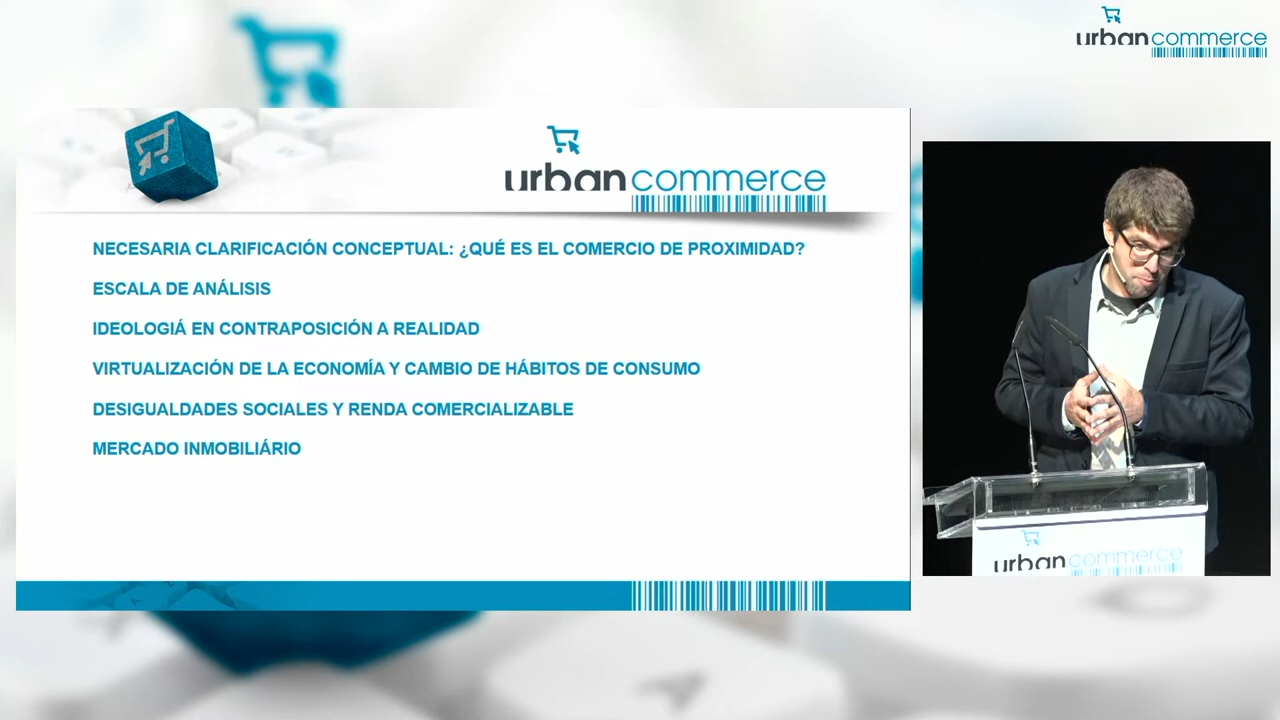 urbancommerce
urbancommerce
NECESARIA CLARIFICACIÓN CONCEPTUAL: ¿QUÉ ES EL COMERCIO DE PROXIMIDAD?
ESCALA DE ANÁLISIS
IDEOLOGIÁ EN CONTRAPOSICIÓN A REALIDAD
VIRTUALIZACIÓN DE LA ECONOMÍA Y CAMBIO DE HÁBITOS DE CONSUMO
DESIGUALDADES SOCIALES Y RENDA COMERCIALIZABLE
MERCADO INMOBILIÁRIO
urbancommerce